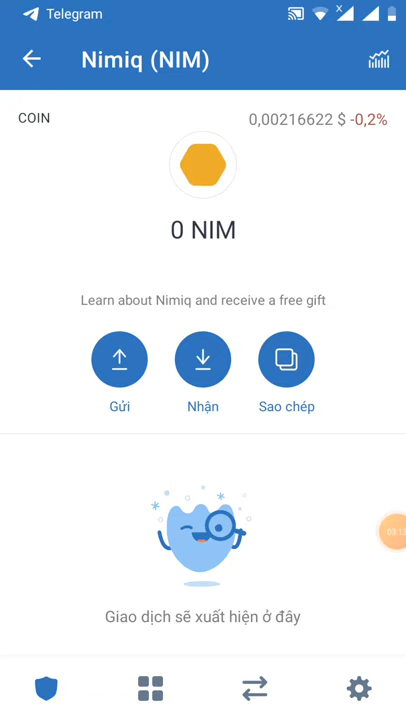 Telegram
Nimiq (NIM)
COIN
0,00216622 $ -0,2%
0 NIM
Learn about Nimiq and receive a free gift
Gửi
Nhận
Sao chép
Giao dịch sẽ xuất hiện ở đây